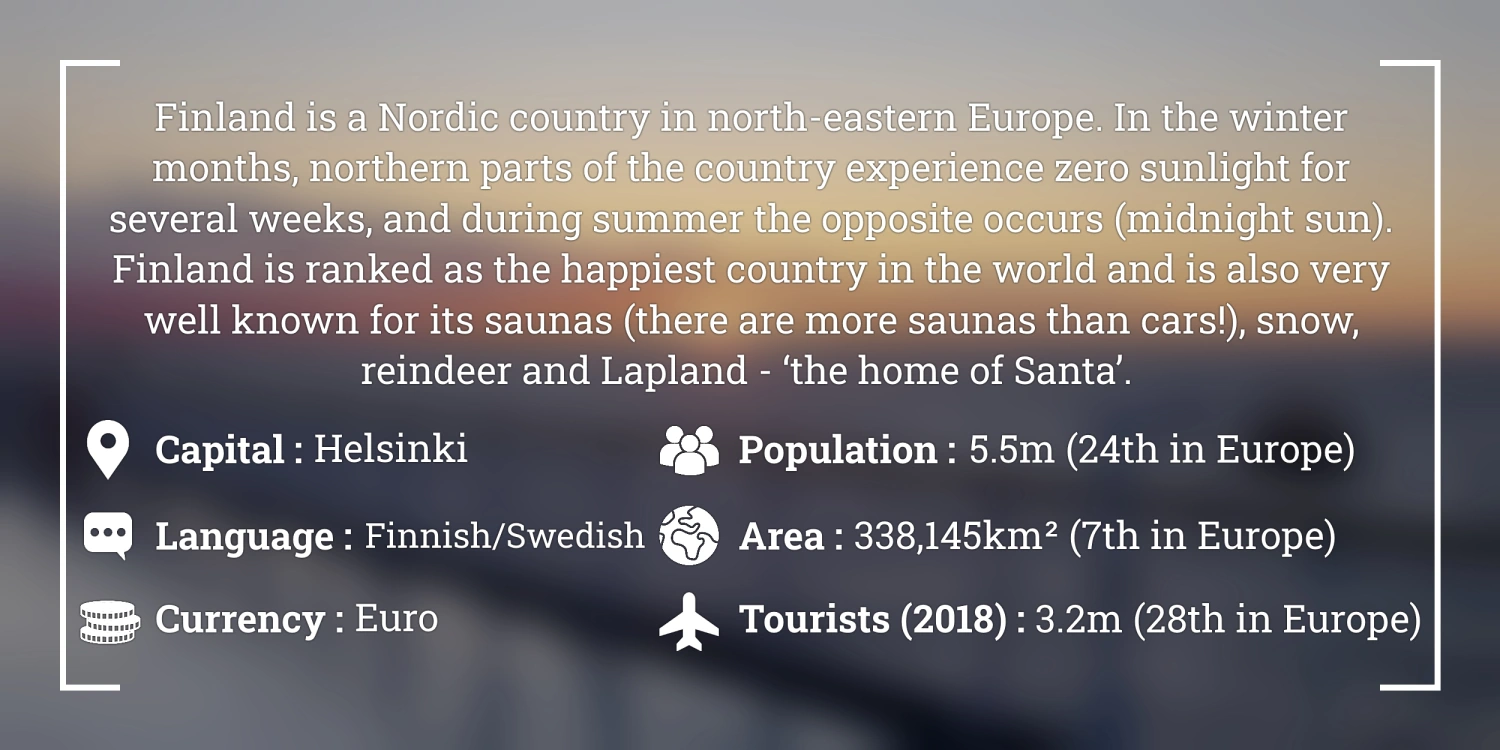 Finland is a Nordic country in north-eastern Europe. In the winter
months, northern parts of the country experience zero sunlight for
several weeks, and during summer the opposite occurs (midnight sun).
Finland is ranked as the happiest country in the world and is also very
well known for its saunas (there are more saunas than cars!), snow,
reindeer and Lapland - ‘the home of Santa’.
Capital : Helsinki
Population : 5.5m (24th in Europe)
Language : Finnish/Swedish
Area : 338,145km² (7th in Europe)
Currency : Euro
Tourists (2018) : 3.2m (28th in Europe)